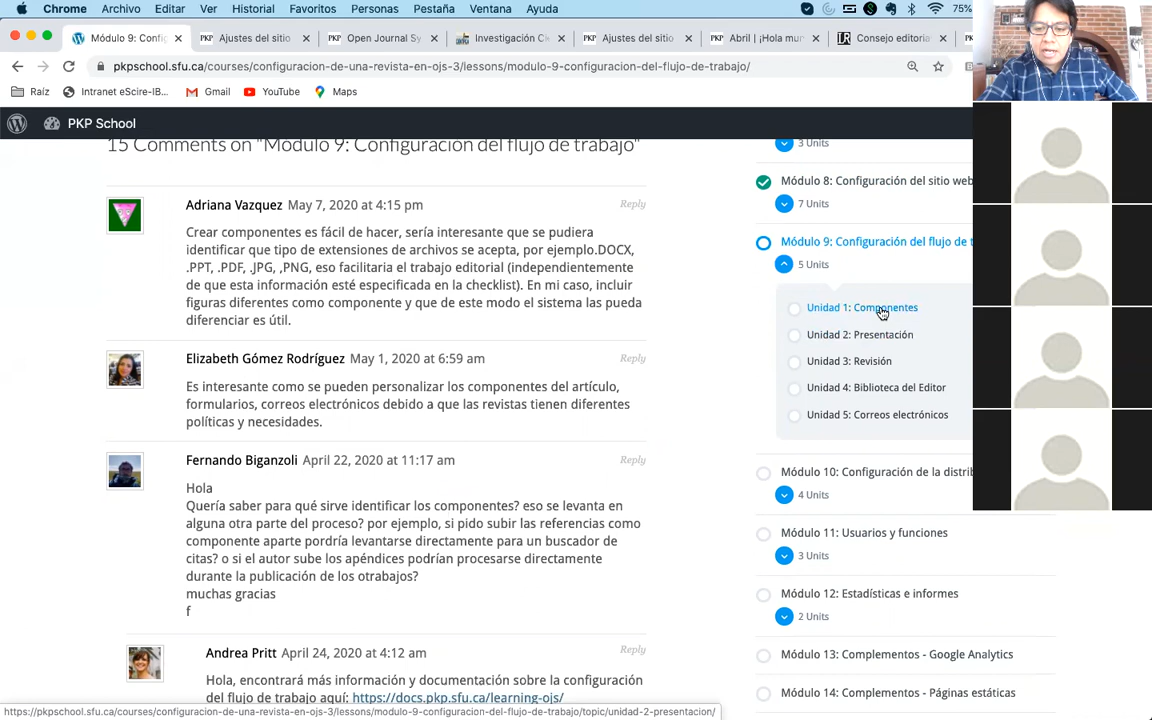 Chrome Archivo Editar Ver Historial Favoritos Personas Pestaña Ventana Ayuda 75%
Módulo 9: Config
Ajustes del sitio
Open Journal Sy
Investigación Ci
Ajustes del sitio
Abril | ¡Hola mun
Consejo editoria
pkpschool.sfu.ca/courses/configuracion-de-una-revista-en-ojs-3/lessons/modulo-9-configuracion-del-flujo-de-trabajo/
Raíz Intranet eScire-IB... Gmail YouTube Maps
PKP School
15 Comments on "Módulo 9: Configuración del flujo de trabajo"
Adriana Vazquez May 7, 2020 at 4:15 pm Reply
Crear componentes es fácil de hacer, sería interesante que se pudiera
identificar que tipo de extensiones de archivos se acepta, por ejemplo.DOCX,
.PPT, .PDF, .JPG, ,PNG, eso facilitaria el trabajo editorial (independientemente
de que esta información esté especificada en la checklist). En mi caso, incluir
figuras diferentes como componente y que de este modo el sistema las pueda
diferenciar es útil.
Elizabeth Gómez Rodríguez May 1, 2020 at 6:59 am Reply
Es interesante como se pueden personalizar los componentes del artículo,
formularios, correos electrónicos debido a que las revistas tienen diferentes
políticas y necesidades.
Fernando Biganzoli April 22, 2020 at 11:17 am Reply
Hola
Quería saber para qué sirve identificar los componentes? eso se levanta en
alguna otra parte del proceso? por ejemplo, si pido subir las referencias como
componente aparte pordría levantarse directamente para un buscador de
citas? o si el autor sube los apéndices podrían procesarse directamente
durante la publicación de los otrabajos?
muchas gracias
f
Andrea Pritt April 24, 2020 at 4:12 am Reply
Hola, encontrará más información y documentación sobre la configuración
del flujo de trabajo aquí: https://docs.pkp.sfu.ca/learning-ojs/
3 Units
Módulo 8: Configuración del sitio web
7 Units
Módulo 9: Configuración del flujo de t
5 Units
Unidad 1: Componentes
Unidad 2: Presentación
Unidad 3: Revisión
Unidad 4: Biblioteca del Editor
Unidad 5: Correos electrónicos
Módulo 10: Configuración de la distrib
4 Units
Módulo 11: Usuarios y funciones
3 Units
Módulo 12: Estadísticas e informes
2 Units
Módulo 13: Complementos - Google Analytics
Módulo 14: Complementos - Páginas estáticas
https://pkpschool.sfu.ca/courses/configuracion-de-una-revista-en-ojs-3/lessons/modulo-9-configuracion-del-flujo-de-trabajo/topic/unidad-2-presentacion/